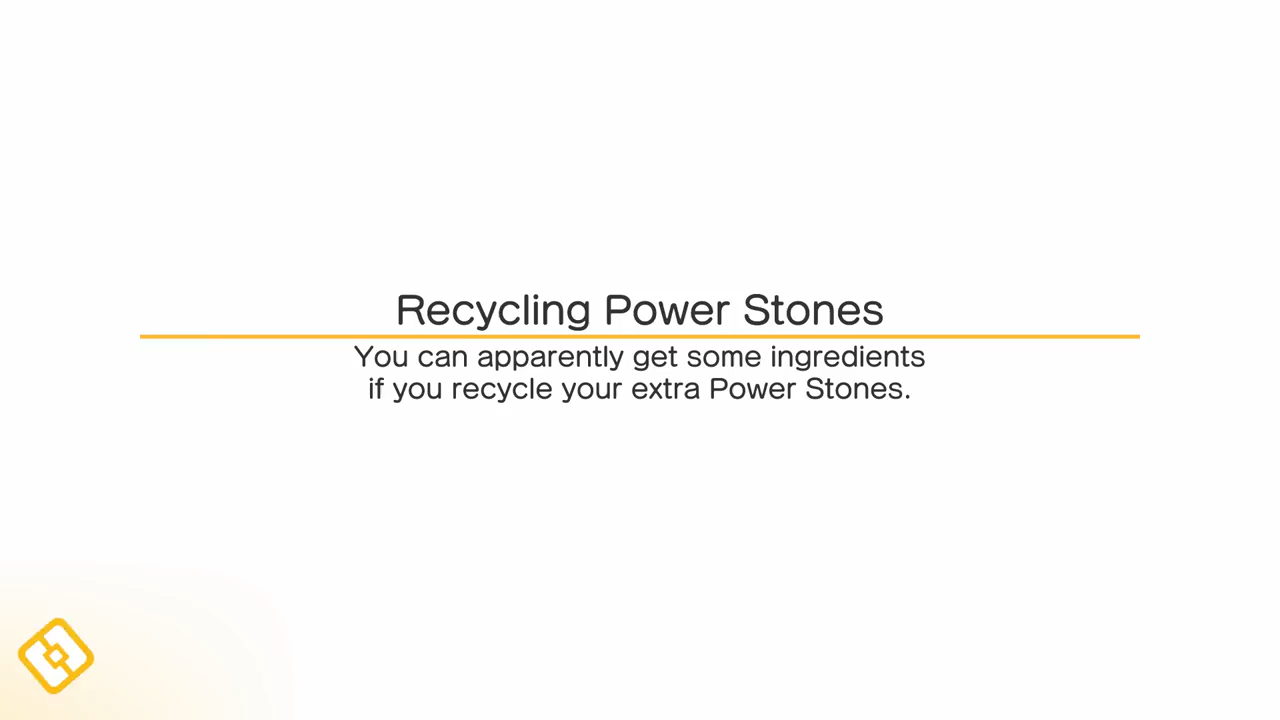 Recycling Power Stones
You can apparently get some ingredients
if you recycle your extra Power Stones.